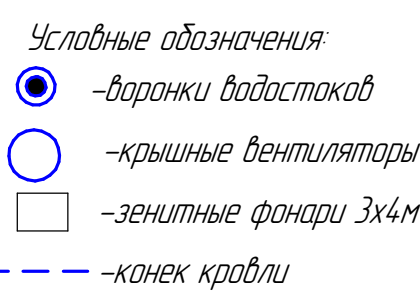 Условные обозначения:
-воронки водостоков
-крышные вентиляторы
-зенитные фонари 3х4м
-конек кровли